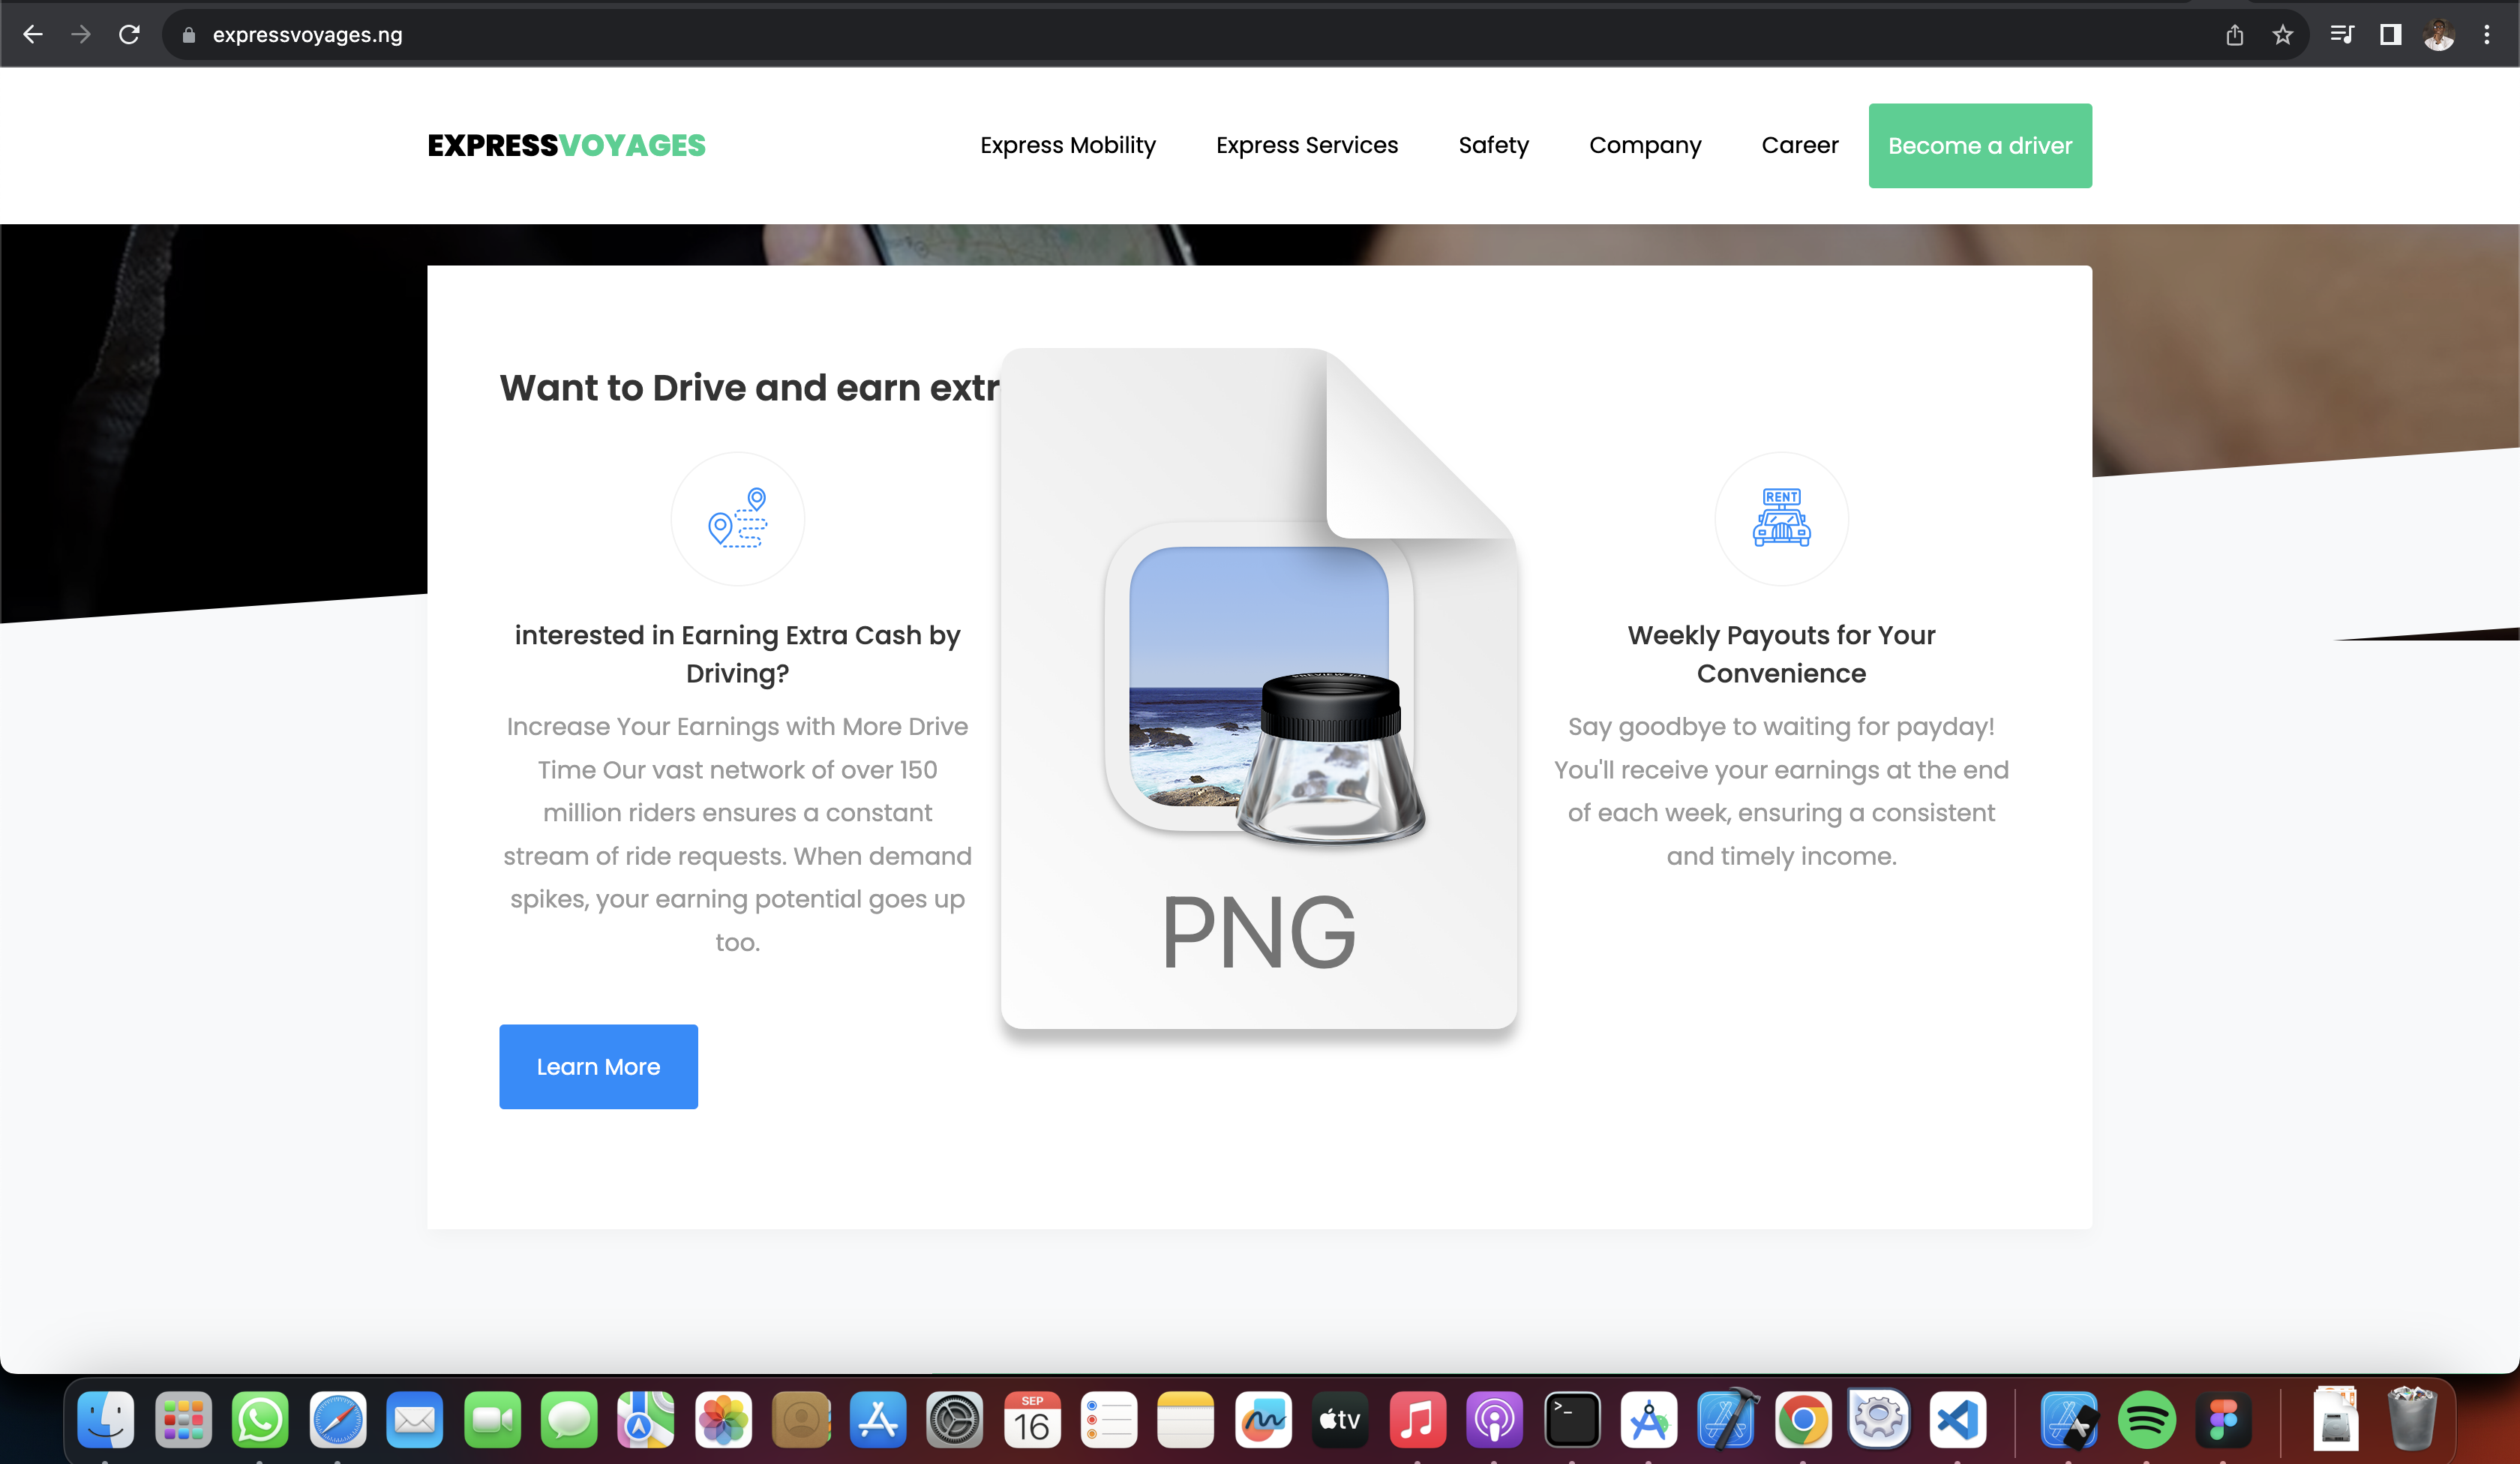 expressvoyages.ng
EXPRESSVOYAGES
Express Mobility
Express Services
Safety
Company
Career
Become a driver
Want to Drive and earn extr
RENT
interested in Earning Extra Cash by
Driving?
Increase Your Earnings with More Drive
Time Our vast network of over 150
million riders ensures a constant
stream of ride requests. When demand
spikes, your earning potential goes up
too.
Learn More
PNG
Weekly Payouts for Your
Convenience
Say goodbye to waiting for payday!
You'll receive your earnings at the end
of each week, ensuring a consistent
and timely income.
SEP
16
tv
>_